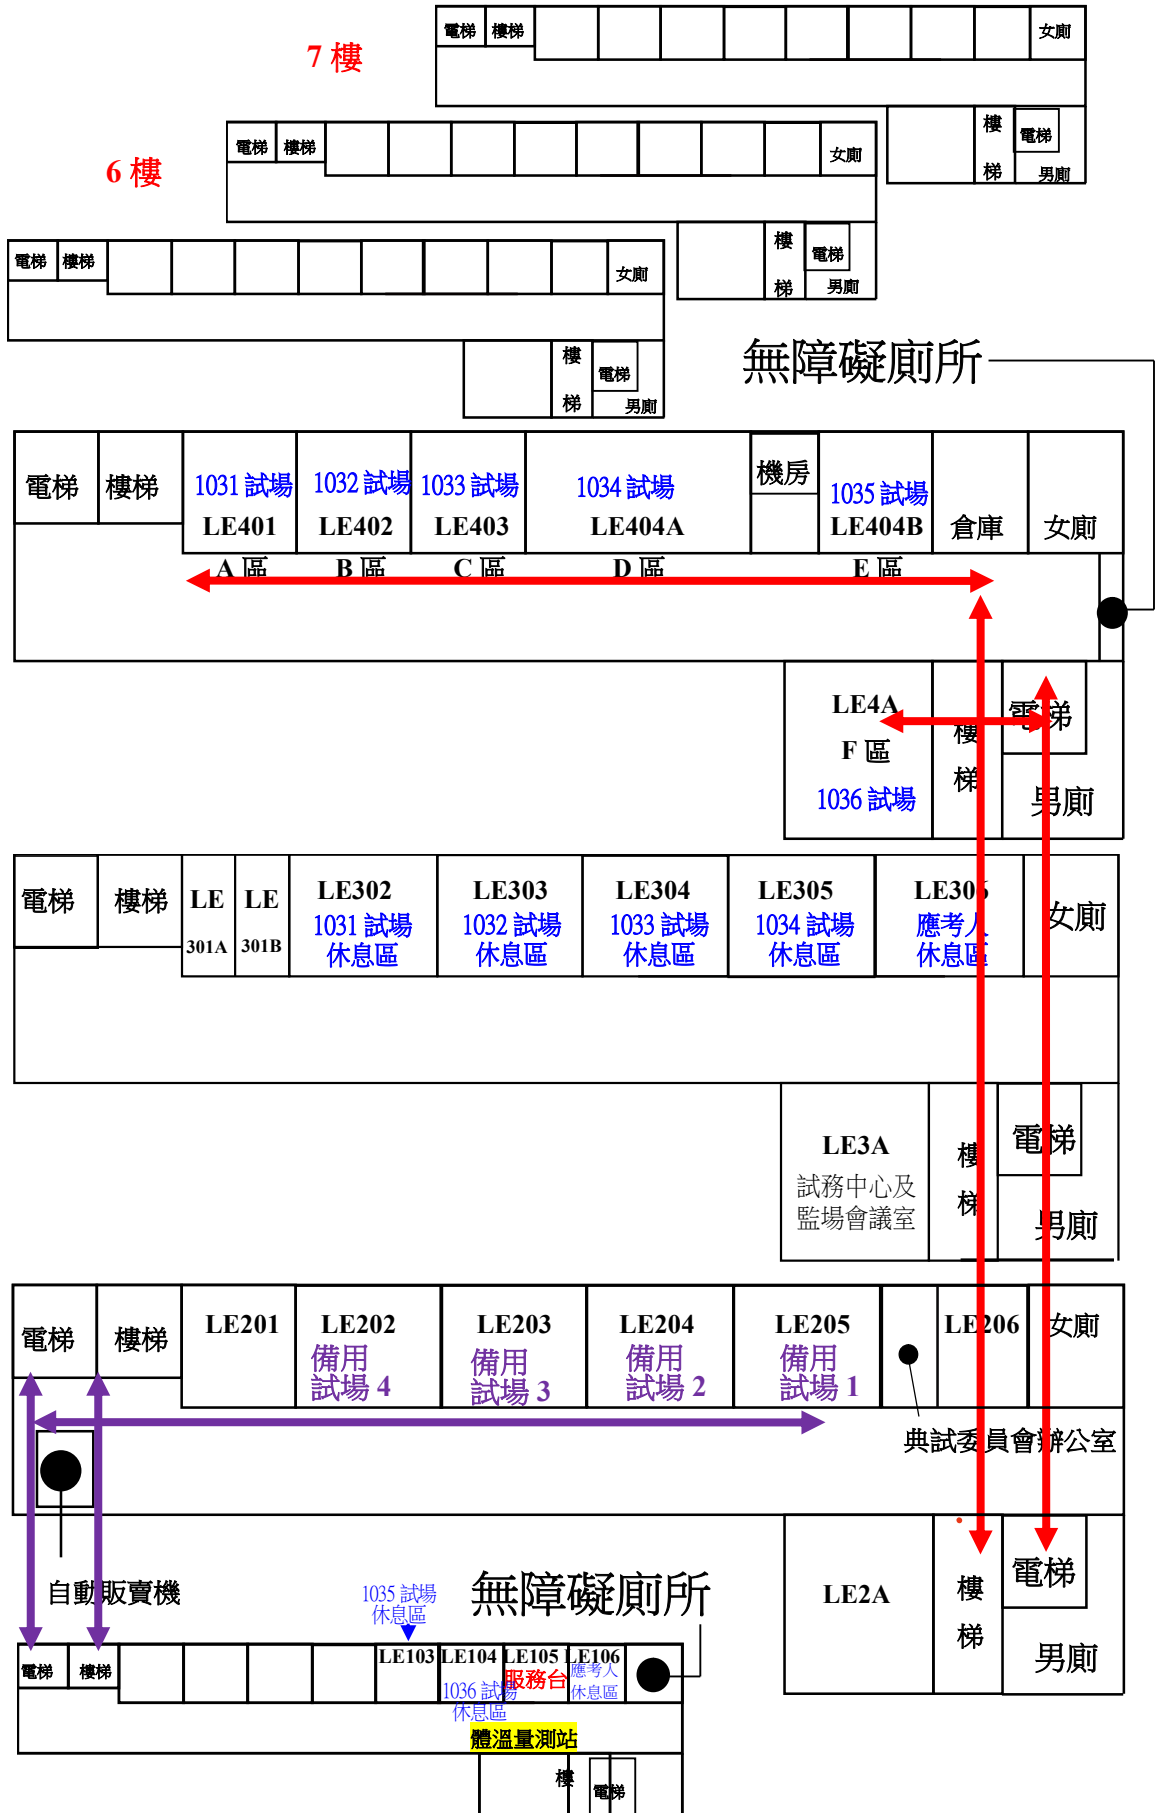 電梯 樓梯 女廁
7 樓
樓 電梯
梯 男廁
電梯 樓梯 女廁
6 樓
樓 電梯
梯 男廁
電梯 樓梯 女廁
樓 電梯
梯 男廁
無障礙廁所
電梯 樓梯 1031 試場 1032 試場 1033 試場 1034 試場 機房 1035 試場
LE401 LE402 LE403 LE404A LE404B 倉庫 女廁
A 區 B 區 C 區 D 區 E 區
LE4A 樓 電梯
F 區 梯
1036 試場 男廁
電梯 樓梯 LE LE LE302 LE303 LE304 LE305 LE306 女廁
301A 301B 1031 試場 1032 試場 1033 試場 1034 試場 應考人
休息區 休息區 休息區 休息區 休息區
LE3A 樓 電梯
試務中心及 梯
監場會議室 男廁
電梯 樓梯 LE201 LE202 LE203 LE204 LE205 LE206 女廁
備用 備用 備用 備用
試場 4 試場 3 試場 2 試場 1
典試委員會辦公室
自動販賣機
LE2A 樓 電梯
梯 男廁
無障礙廁所
1035 試場
休息區
電梯 樓梯 LE103 LE104 LE105 LE106
1036 試場 服務台 應考人
休息區 休息區
體溫量測站
樓 電梯